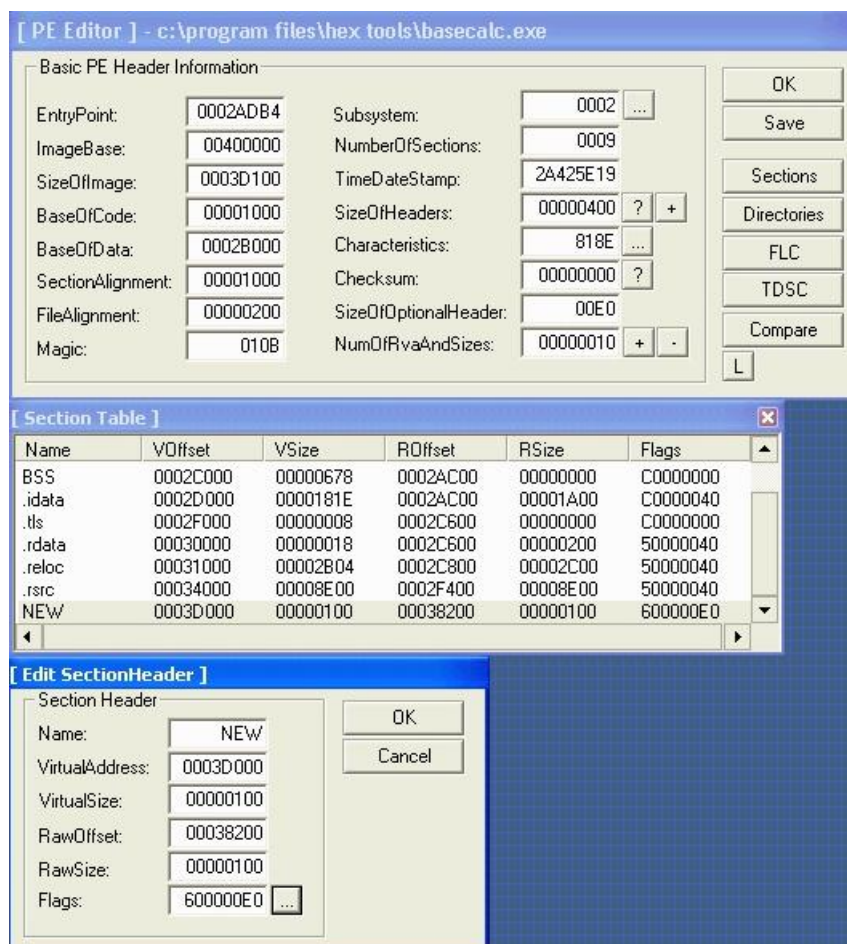 [ PE Editor ] - c:\program files\hex tools\basecalc.exe
Basic PE Header Information
EntryPoint: 0002ADB4 Subsystem: 0002 ... OK
ImageBase: 00400000 NumberOfSections: 0009 Save
SizeOfImage: 0003D100 TimeDateStamp: 2A425E19 Sections
BaseOfCode: 00001000 SizeOfHeaders: 00000400 ? + Directories
BaseOfData: 0002B000 Characteristics: 818E ... FLC
SectionAlignment: 00001000 Checksum: 00000000 ? TDSC
FileAlignment: 00000200 SizeOfOptionalHeader: 00E0 Compare
Magic: 010B NumOfRvaAndSizes: 00000010 + - L
[ Section Table ]
Name VOffset VSize ROffset RSize Flags
BSS 0002C000 00000678 0002AC00 00000000 C0000000
.idata 0002D000 0000181E 0002AC00 00001A00 C0000040
.tls 0002F000 00000008 0002C600 00000000 C0000000
.rdata 00030000 00000018 0002C600 00000200 50000040
.reloc 00031000 00002B04 0002C800 00002C00 50000040
.rsrc 00034000 00008E00 0002F400 00008E00 50000040
NEW 0003D000 00000100 00038200 00000100 600000E0
[ Edit SectionHeader ]
Section Header
Name: NEW OK
VirtualAddress: 0003D000 Cancel
VirtualSize: 00000100
RawOffset: 00038200
RawSize: 00000100
Flags: 600000E0 ...